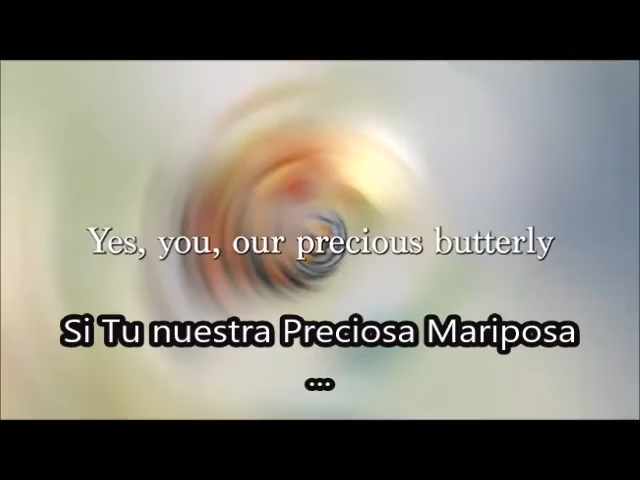 Yes, you, our precious butterly
Si Tu nuestra Preciosa Mariposa
...